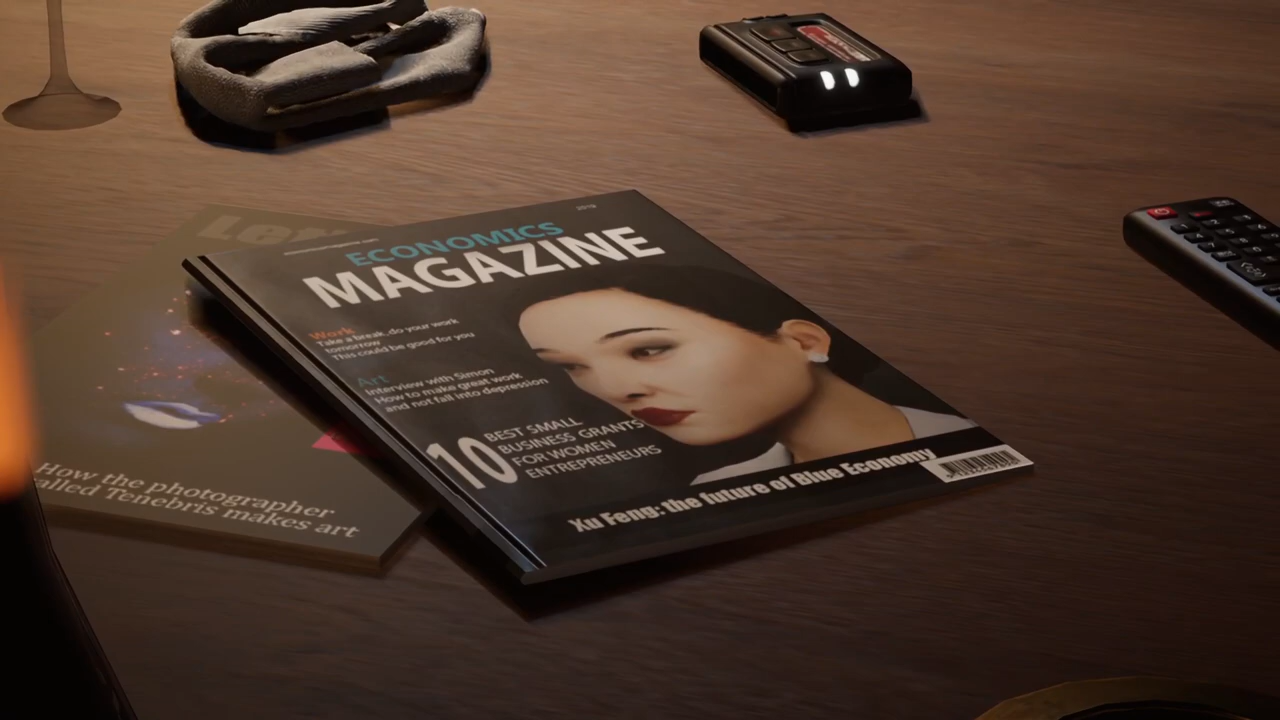 ECONOMICS
MAGAZINE
Work
Take a break..do your work
tomorrow
This could be good for you
Art
Interview with Simon
How to make great work
and not fall into depression
10
BEST SMALL
BUSINESS GRANTS
FOR WOMEN
ENTREPRENEURS
Xu Feng: the future of Blue Economy
How the photographer
alled Tenebris makes art